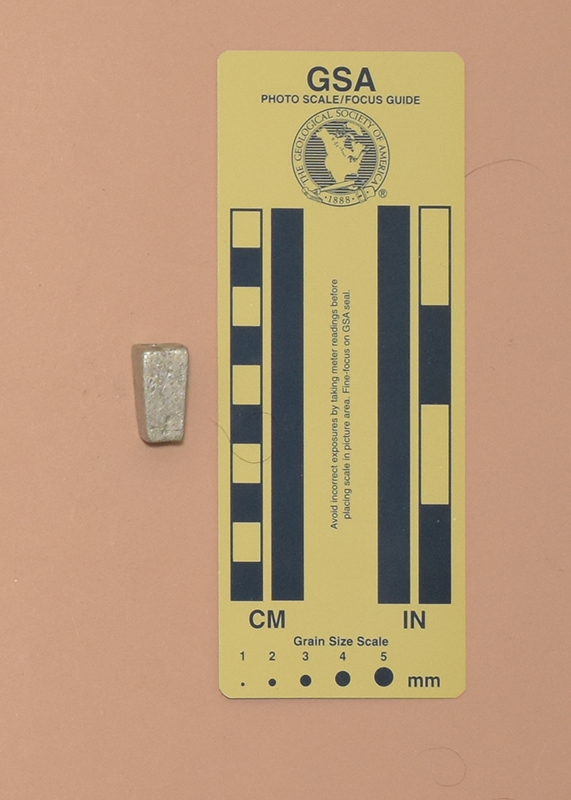 GSA
PHOTO SCALE/FOCUS GUIDE
THE GEOLOGICAL SOCIETY OF AMERICA
1888
®
Avoid incorrect exposures by taking meter readings before
placing scale in picture area. Fine-focus on GSA seal.
CM IN
Grain Size Scale
1 2 3 4 5
mm